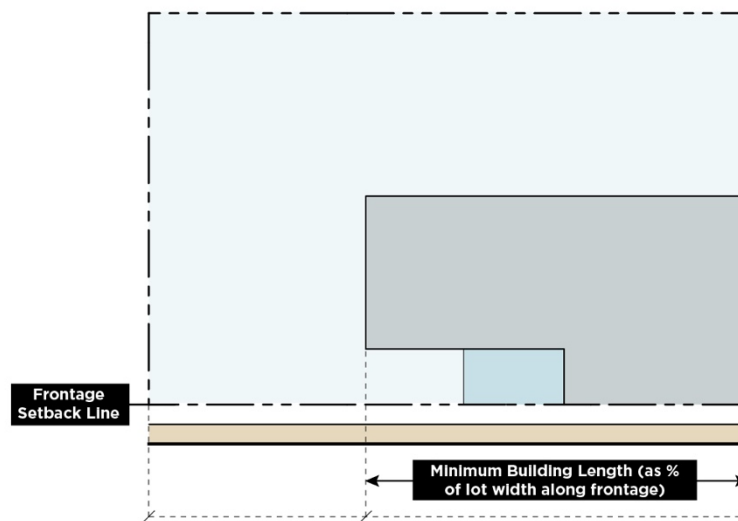 Frontage
Setback Line
Minimum Building Length (as %
of lot width along frontage)